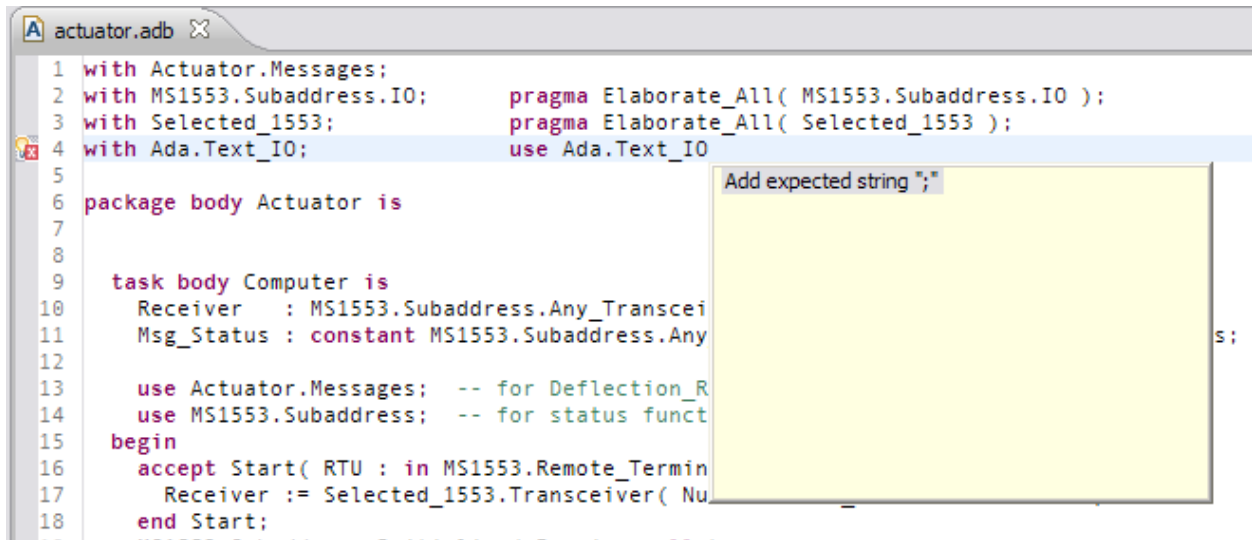 actuator.adb
1 with Actuator.Messages;
2 with MS1553.Subaddress.IO;      pragma Elaborate_All( MS1553.Subaddress.IO );
3 with Selected_1553;             pragma Elaborate_All( Selected_1553 );
4 with Ada.Text_IO;               use Ada.Text_IO
Add expected string ";"
5
6 package body Actuator is
7
8
9   task body Computer is
10     Receiver   : MS1553.Subaddress.Any_Transcei
11     Msg_Status : constant MS1553.Subaddress.Any s;
12
13     use Actuator.Messages;  -- for Deflection_R
14     use MS1553.Subaddress;  -- for status funct
15   begin
16     accept Start( RTU : in MS1553.Remote_Termin
17       Receiver := Selected_1553.Transceiver( Nu
18     end Start;